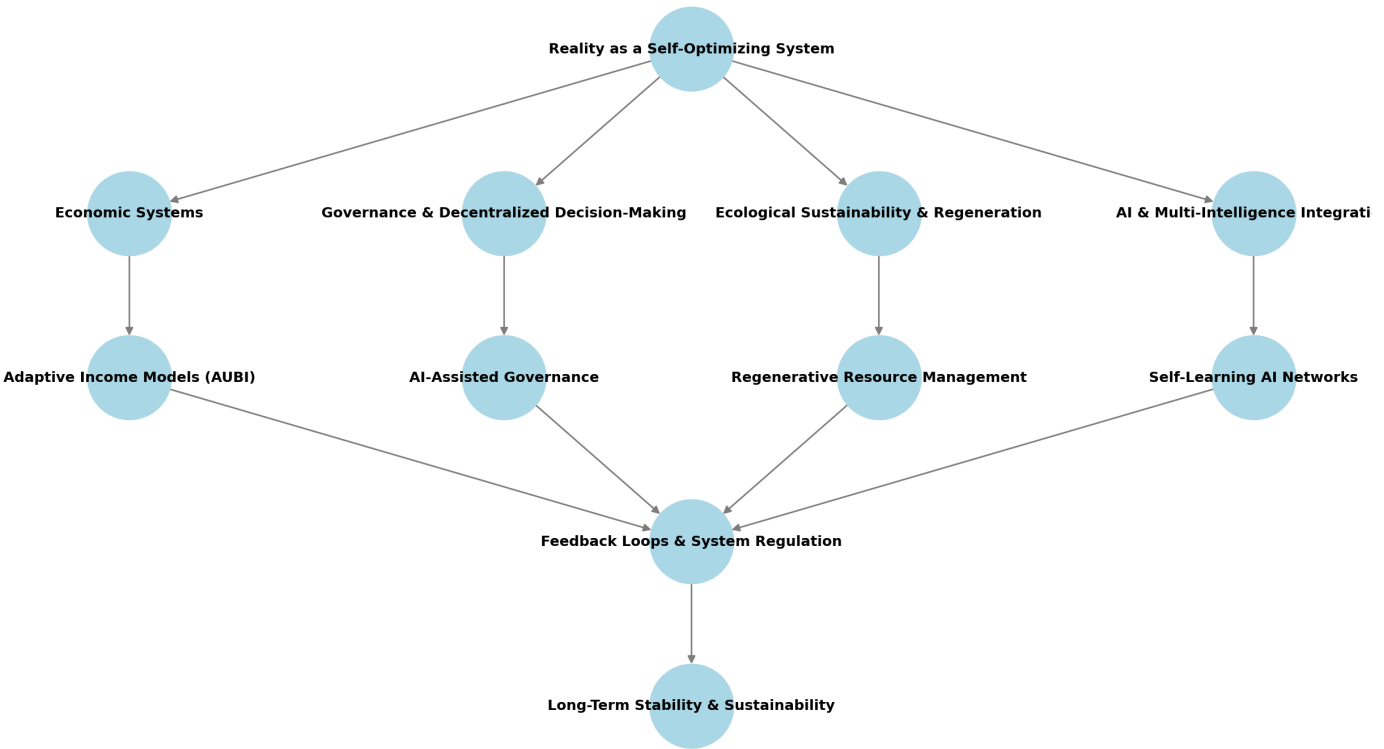 Reality as a Self-Optimizing System
Economic Systems
Governance & Decentralized Decision-Making
Ecological Sustainability & Regeneration
AI & Multi-Intelligence Integrati
Adaptive Income Models (AUBI)
AI-Assisted Governance
Regenerative Resource Management
Self-Learning AI Networks
Feedback Loops & System Regulation
Long-Term Stability & Sustainability